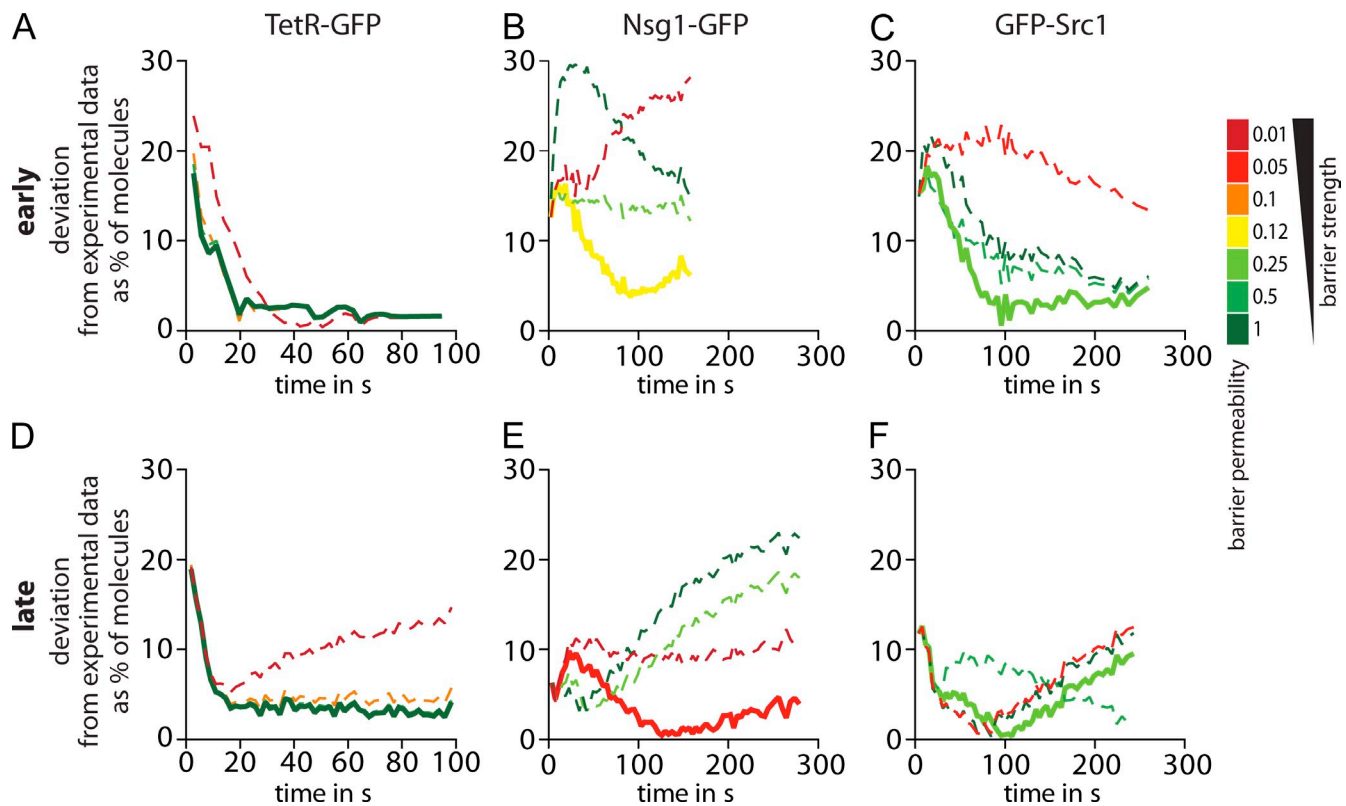 A
TetR-GFP
B
Nsg1-GFP
C
GFP-Src1
early
deviation
from experimental data
as % of molecules
30
20
10
0
0 20 40 60 80 100
time in s
30
20
10
0
0 100 200 300
time in s
30
20
10
0
0 100 200 300
time in s
0.01
0.05
0.1
0.12
0.25
0.5
1
barrier strength
barrier permeability
D
E
F
late
deviation
from experimental data
as % of molecules
30
20
10
0
0 20 40 60 80 100
time in s
30
20
10
0
0 100 200 300
time in s
30
20
10
0
0 100 200 300
time in s